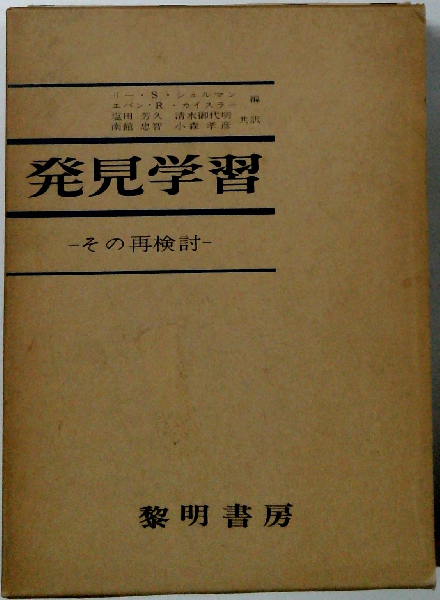 リー・S・シュルマン
エバン・R・カイスラー 編
塩田 芳久 清水御代明
南館 忠智 小森 孝彦 共訳
発見学習
-その再検討-
黎明書房